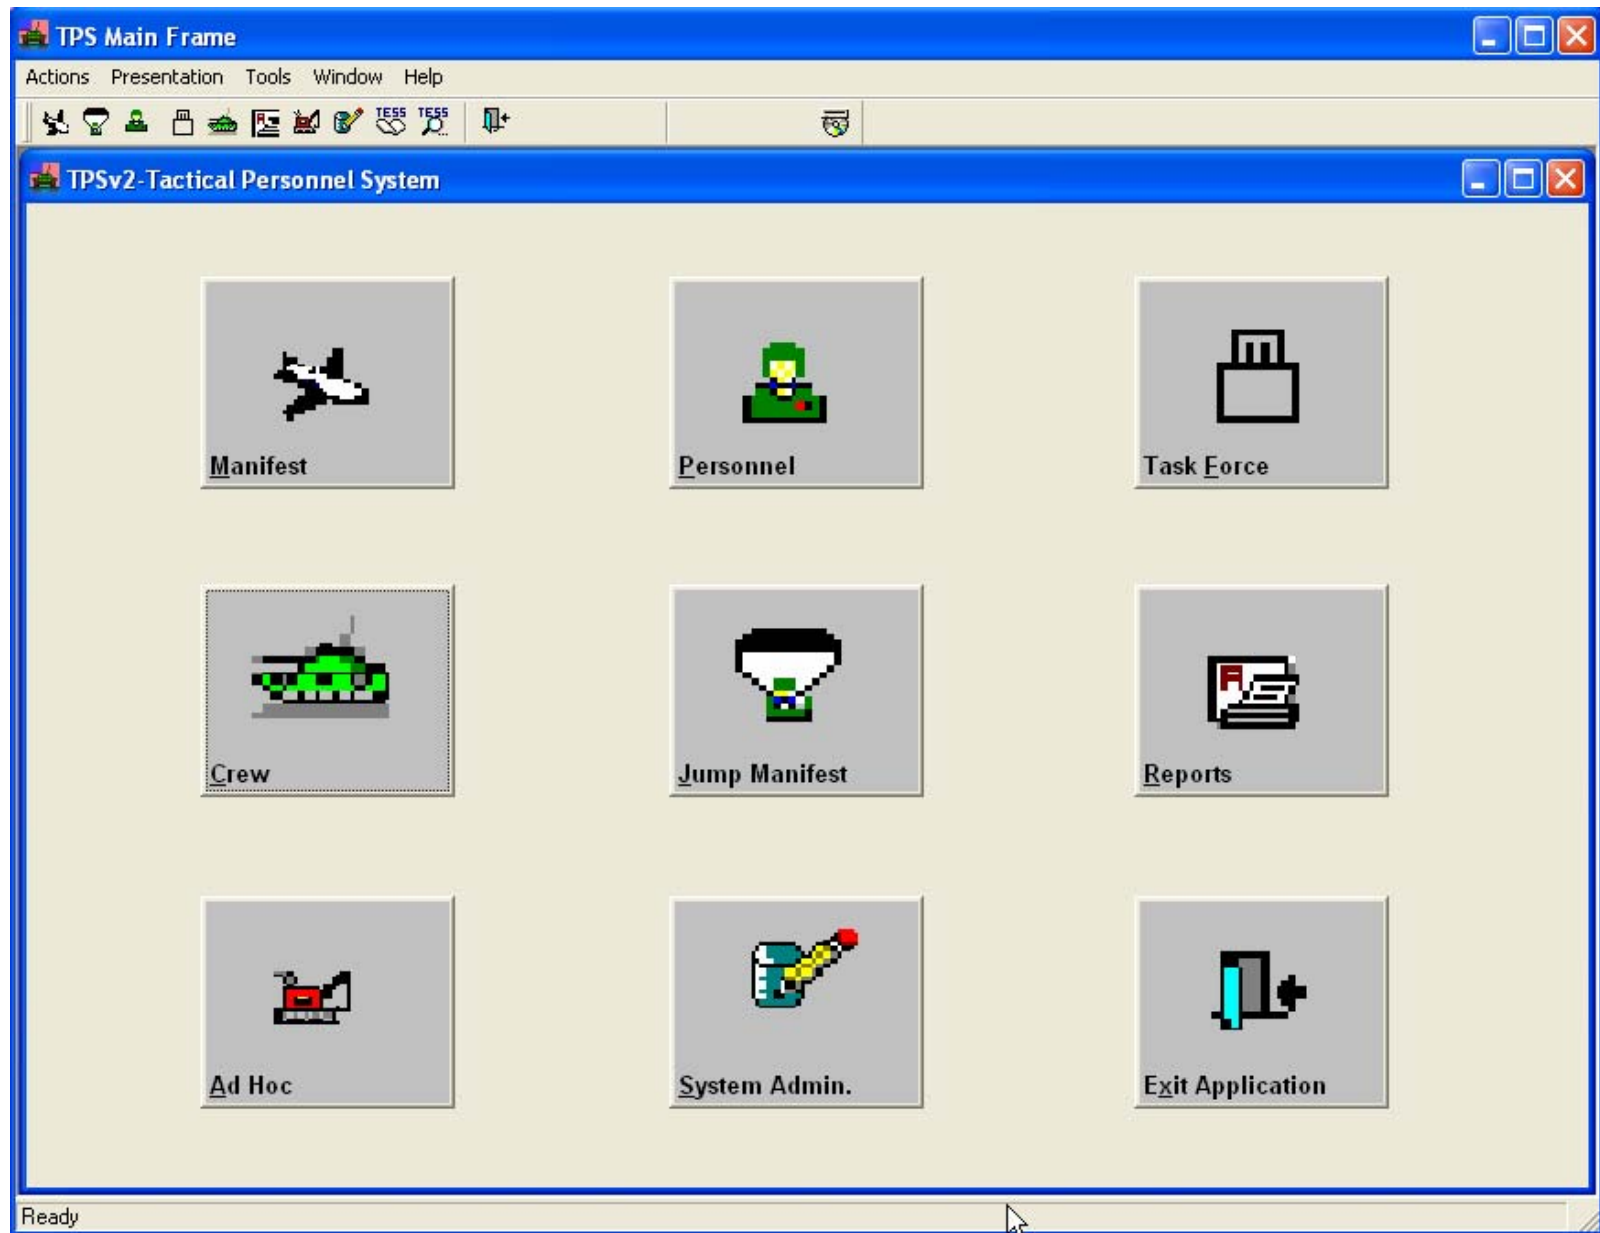 TPS Main Frame
Actions Presentation Tools Window Help
TESS TESS
TPSv2-Tactical Personnel System
Manifest Personnel Task Force
Crew Jump Manifest Reports
Ad Hoc System Admin. Exit Application
Ready